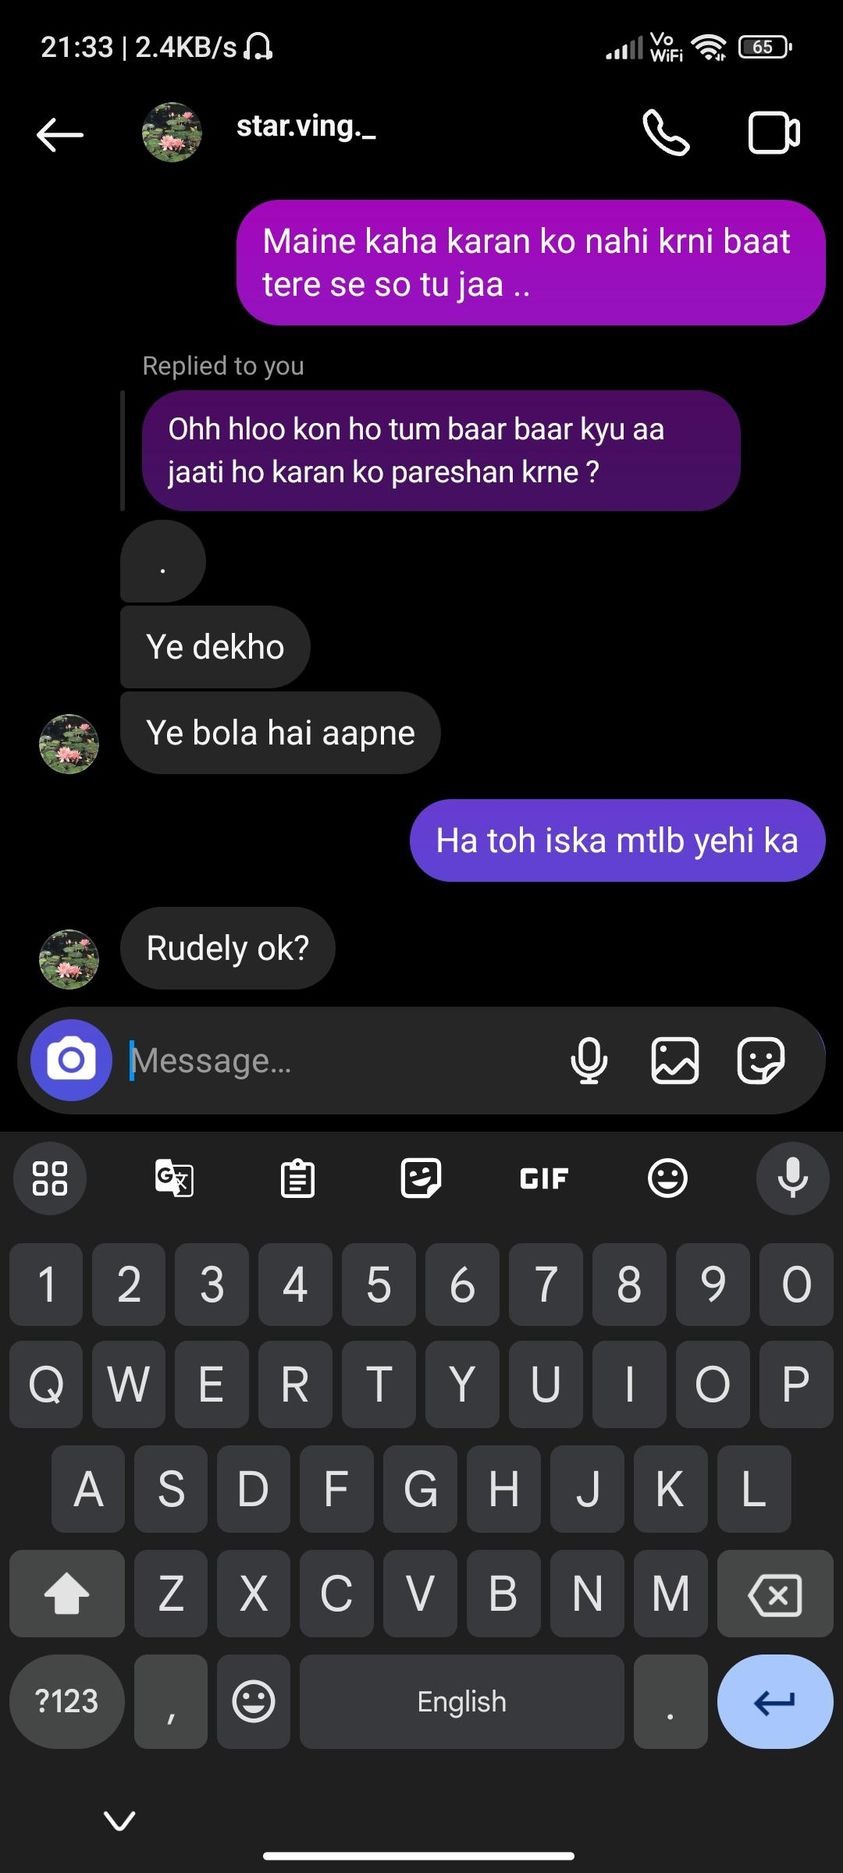 21:33 | 2.4KB/s
Vo
WiFi
65
star.ving._
Maine kaha karan ko nahi krni baat
tere se so tu jaa ..
Replied to you
Ohh hloo kon ho tum baar baar kyu aa
jaati ho karan ko pareshan krne ?
.
Ye dekho
Ye bola hai aapne
Ha toh iska mtlb yehi ka
Rudely ok?
Message...
G 文 GIF
1 2 3 4 5 6 7 8 9 0
Q W E R T Y U I O P
A S D F G H J K L
Z X C V B N M
?123 , English .